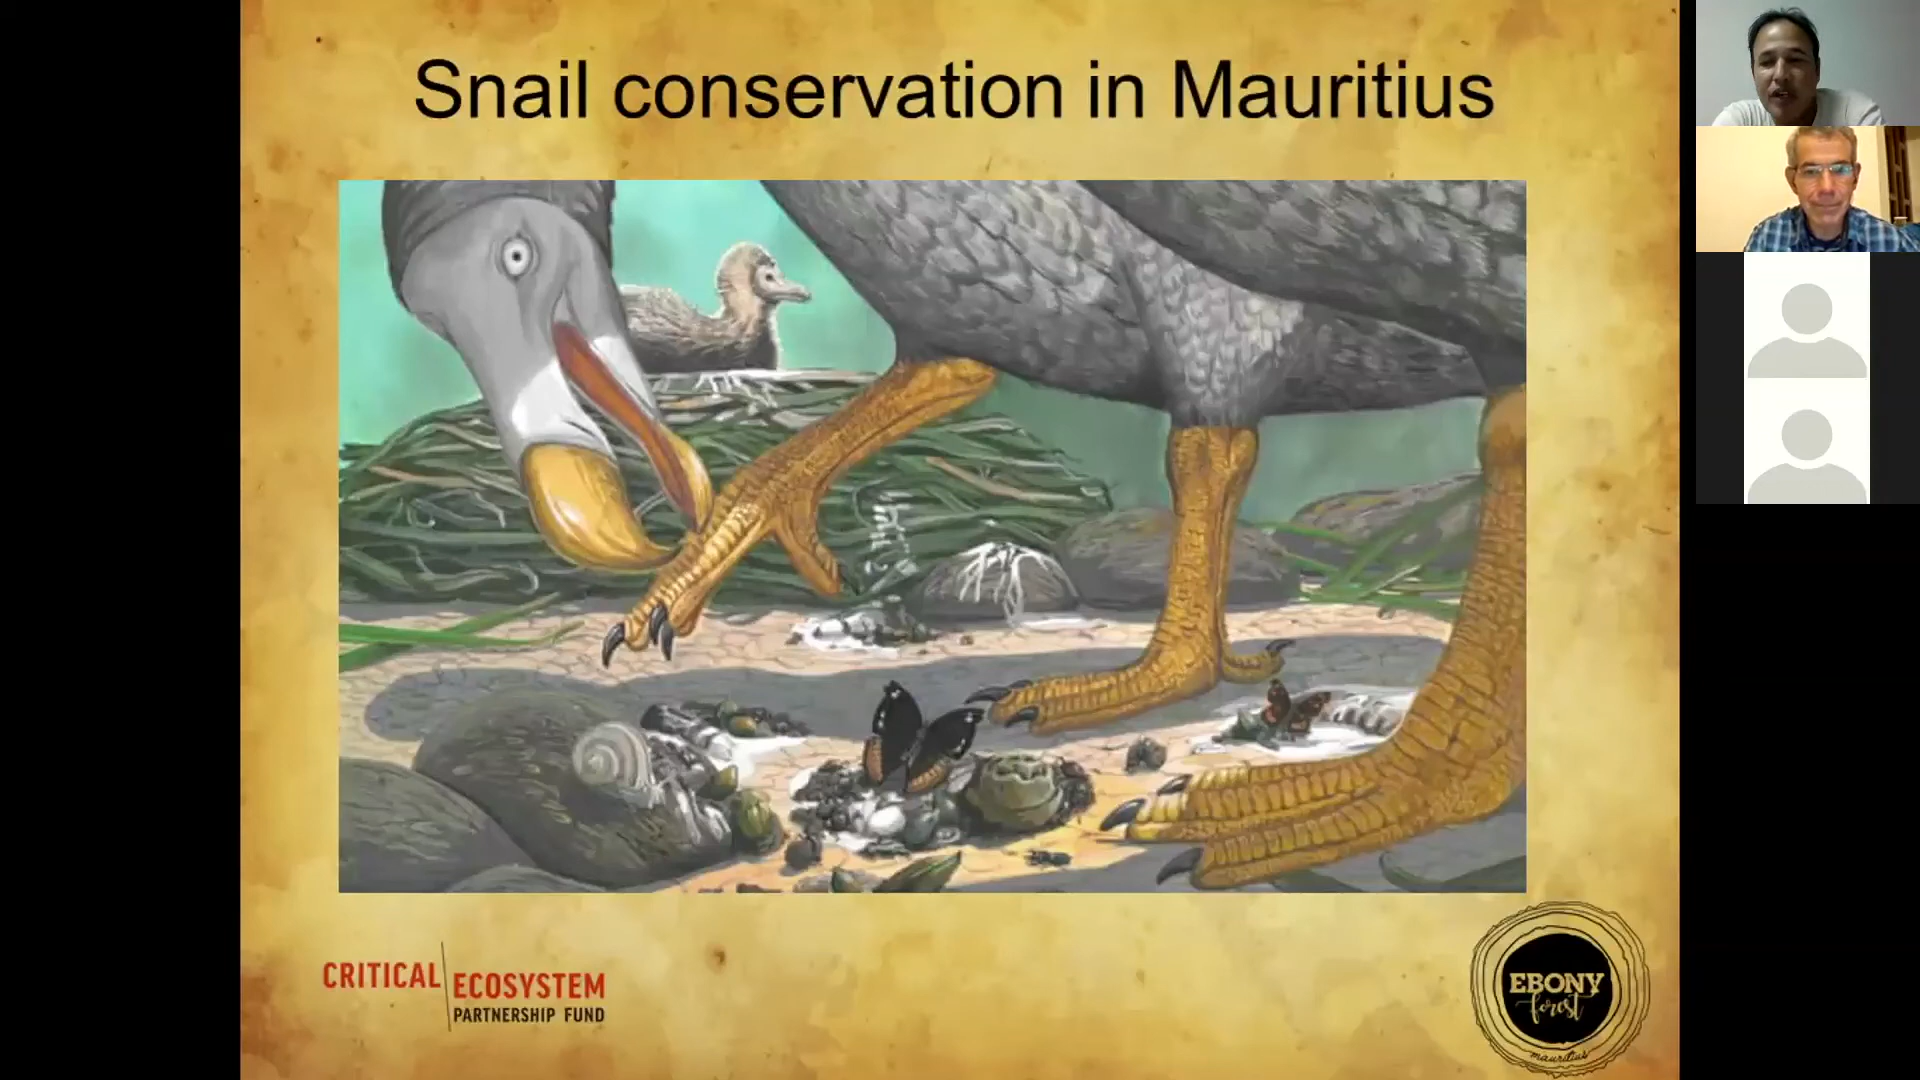 Snail conservation in Mauritius
CRITICAL ECOSYSTEM
PARTNERSHIP FUND
EBONY
forest
mauritius